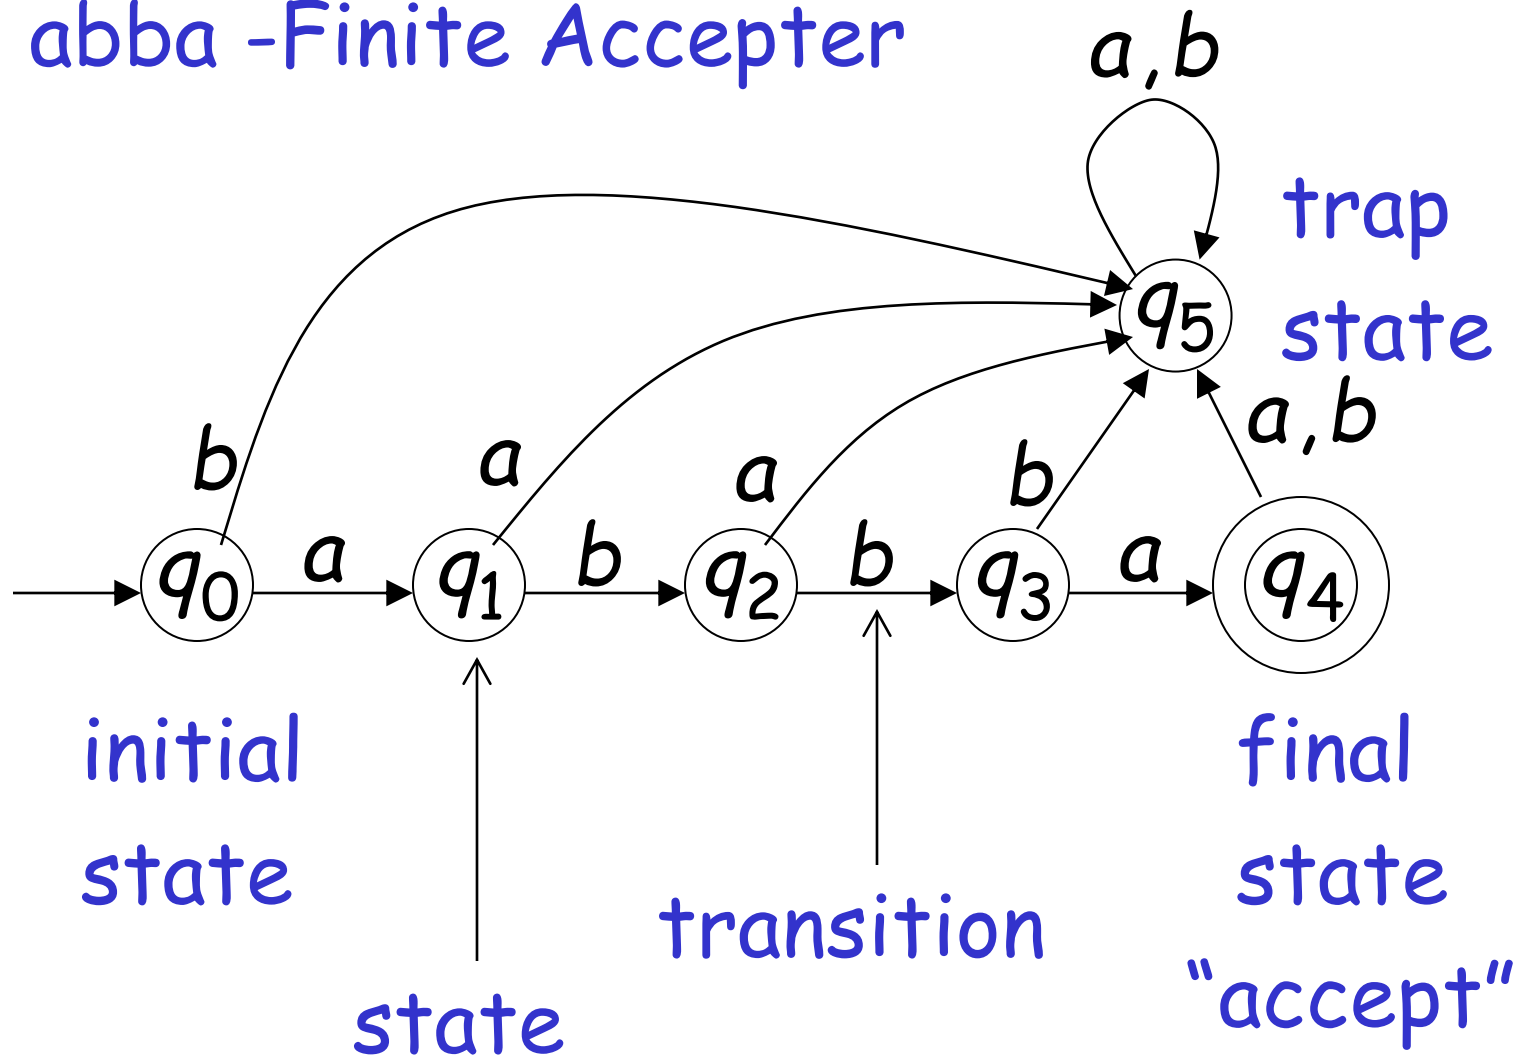 abba -Finite Accepter
a,b
trap
state
q5
b
a
a
b
a,b
a
b
b
a
q0
q1
q2
q3
q4
initial
state
state
transition
final
state
“accept”